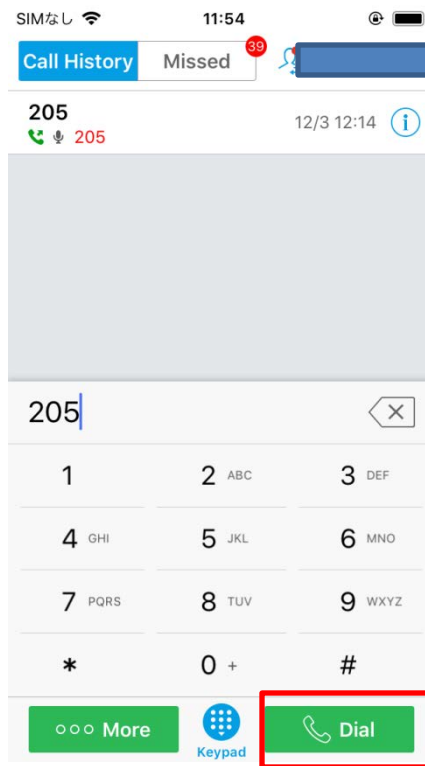 SIMなし 11:54
Call History Missed 39
205
205
12/3 12:14 i
205
1 2 ABC 3 DEF
4 GHI 5 JKL 6 MNO
7 PQRS 8 TUV 9 WXYZ
* 0 + #
More Keypad Dial